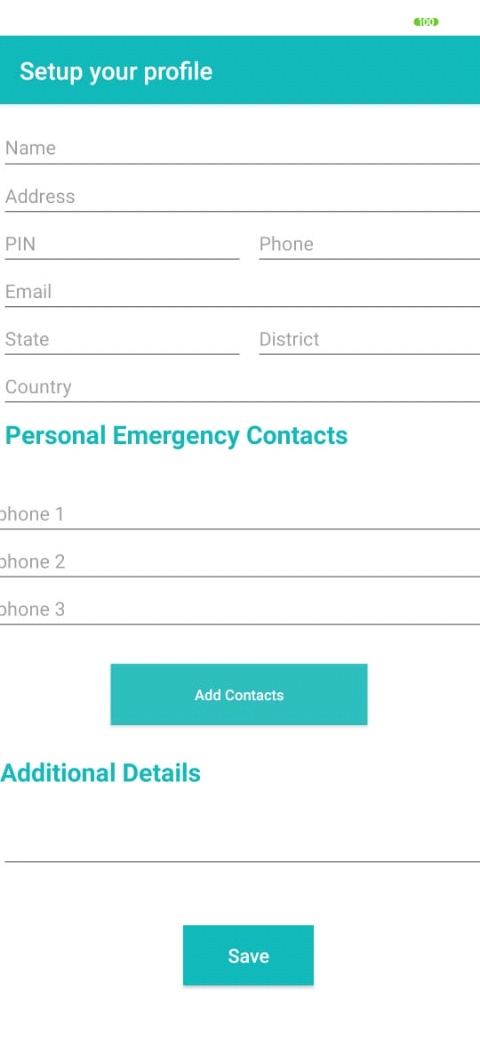 100
Setup your profile
Name
Address
PIN Phone
Email
State District
Country
Personal Emergency Contacts
phone 1
phone 2
phone 3
Add Contacts
Additional Details
Save